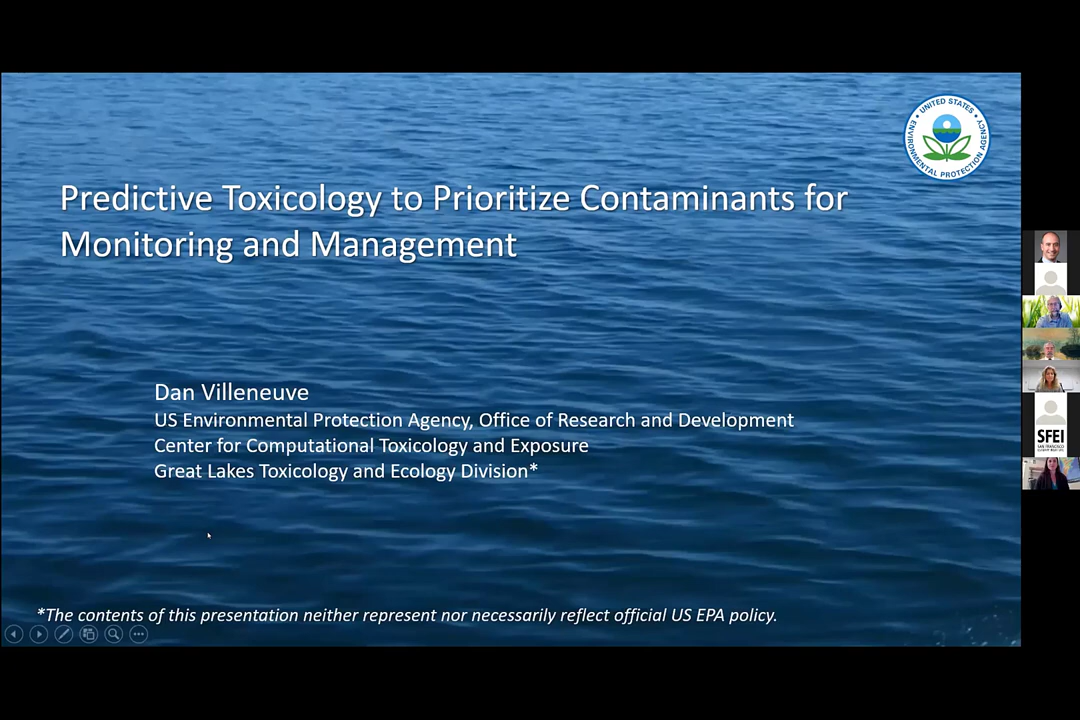 UNITED STATES
ENVIRONMENTAL PROTECTION AGENCY
Predictive Toxicology to Prioritize Contaminants for
Monitoring and Management
Dan Villeneuve
US Environmental Protection Agency, Office of Research and Development
Center for Computational Toxicology and Exposure
Great Lakes Toxicology and Ecology Division*
*The contents of this presentation neither represent nor necessarily reflect official US EPA policy.
SFEI